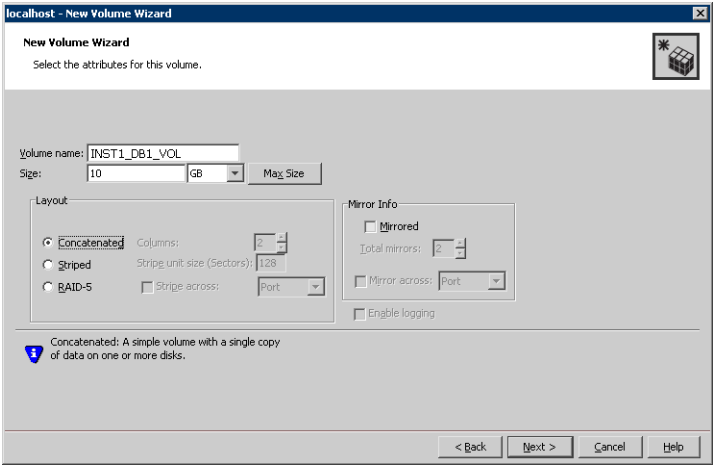 localhost - New Volume Wizard
New Volume Wizard
Select the attributes for this volume.
Volume name: INST1_DB1_VOL
Size: 10 GB Max Size
Layout
Concatenated Columns: 2
Striped Stripe unit size (Sectors): 128
RAID-5 Stripe across: Port
Mirror Info
Mirrored
Total mirrors: 2
Mirror across: Port
Enable logging
Concatenated: A simple volume with a single copy
of data on one or more disks.
< Back Next > Cancel Help